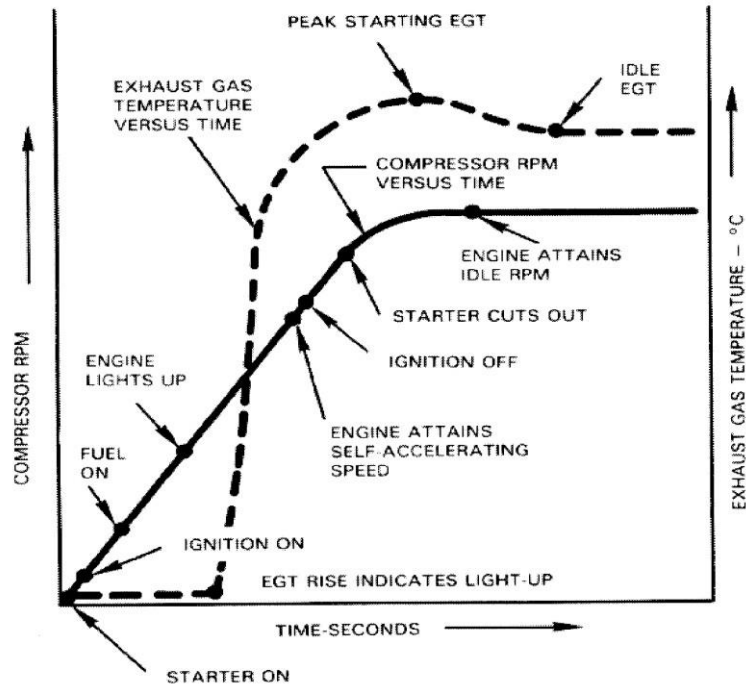 PEAK STARTING EGT
EXHAUST GAS
TEMPERATURE
VERSUS TIME
IDLE
EGT
COMPRESSOR RPM
VERSUS TIME
ENGINE ATTAINS
IDLE RPM
STARTER CUTS OUT
IGNITION OFF
ENGINE
LIGHTS UP
ENGINE ATTAINS
SELF-ACCELERATING
SPEED
FUEL
ON
IGNITION ON
EGT RISE INDICATES LIGHT-UP
STARTER ON
TIME-SECONDS
COMPRESSOR RPM
EXHAUST GAS TEMPERATURE – °C